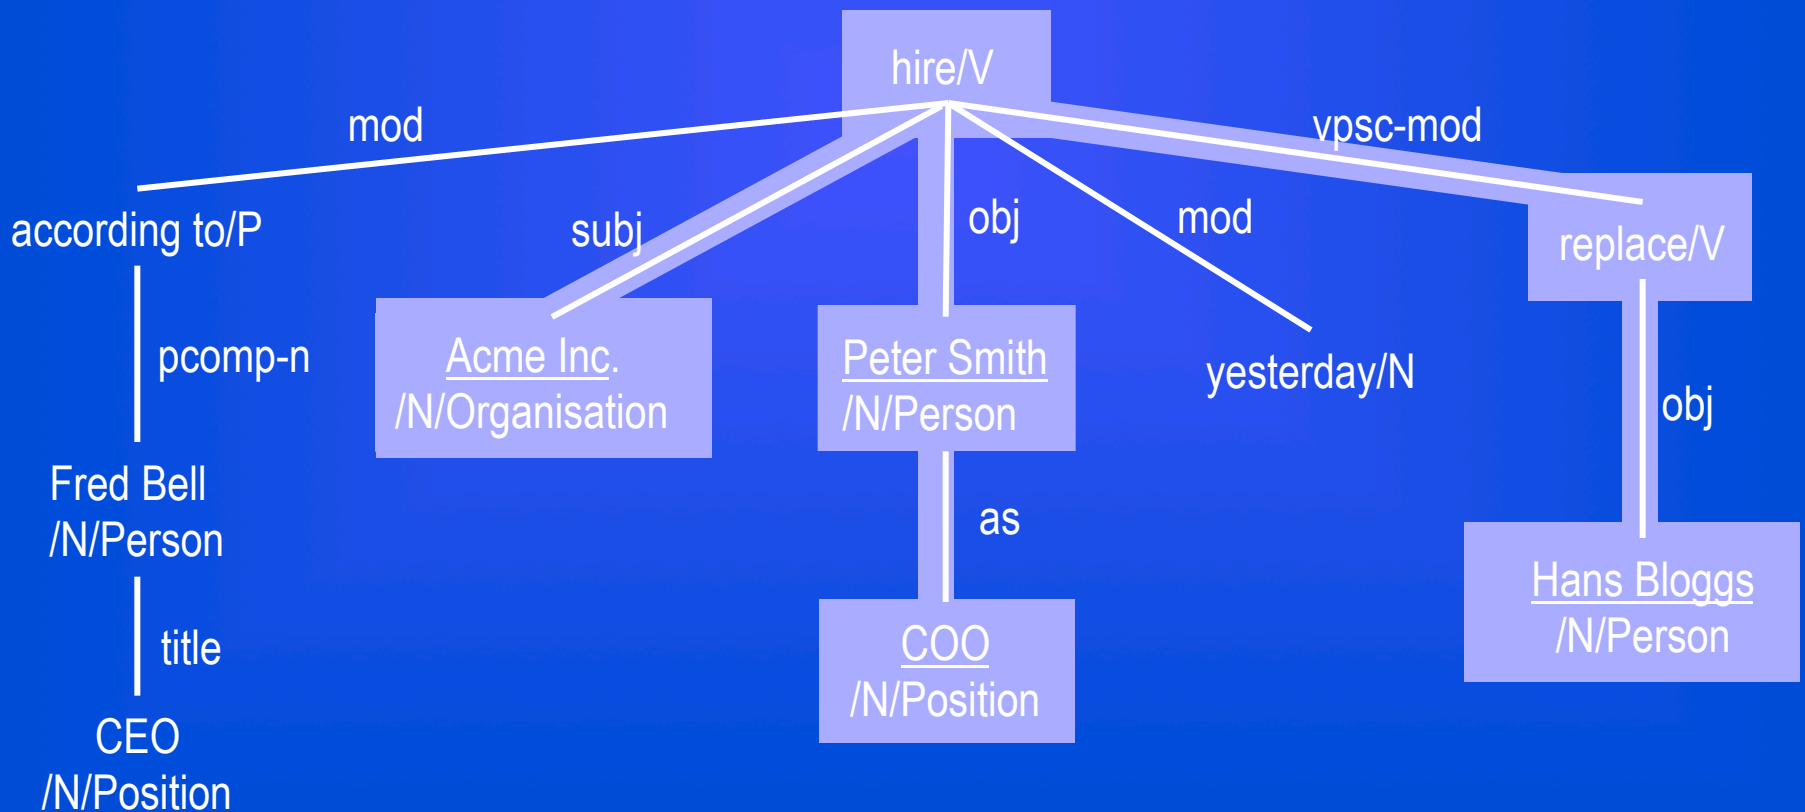 hire/V
mod
vpsc-mod
according to/P
subj
obj
mod
replace/V
pcomp-n
Acme Inc.
/N/Organisation
Peter Smith
/N/Person
yesterday/N
obj
Fred Bell
/N/Person
as
Hans Bloggs
/N/Person
title
COO
/N/Position
CEO
/N/Position